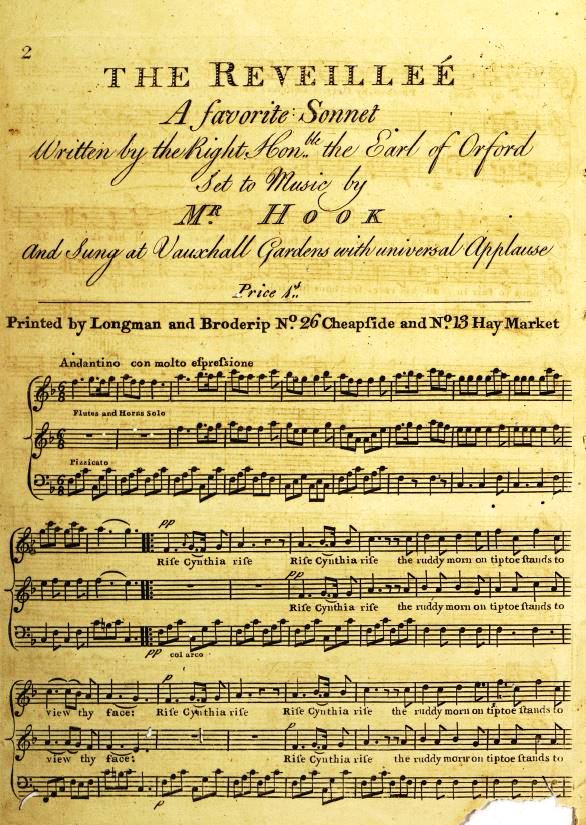 2
THE REVEILLEÉ
A favorite Sonnet
Written by the Right Hon.ble the Earl of Orford
Set to Music by
Mr. HOOK
And Sung at Vauxhall Gardens with universal Applause
Price 1s.
Printed by Longman and Broderip No. 26 Cheapſide and No. 13 Hay Market
Andantino con molto eſpreſsione
Flutes and Horns Solo
Pizzicato
pp
Riſe Cynthia riſe Riſe Cynthia riſe the ruddy morn on tiptoe ſtands to
pp
Riſe Cynthia riſe the ruddy morn on tiptoe ſtands to
pp col arco
p
view thy face: Riſe Cynthia riſe Riſe Cynthia riſe the ruddy morn on tiptoe ſtands to
p
view thy face: Riſe Cynthia riſe the ruddy morn on tiptoe ſtands to
p